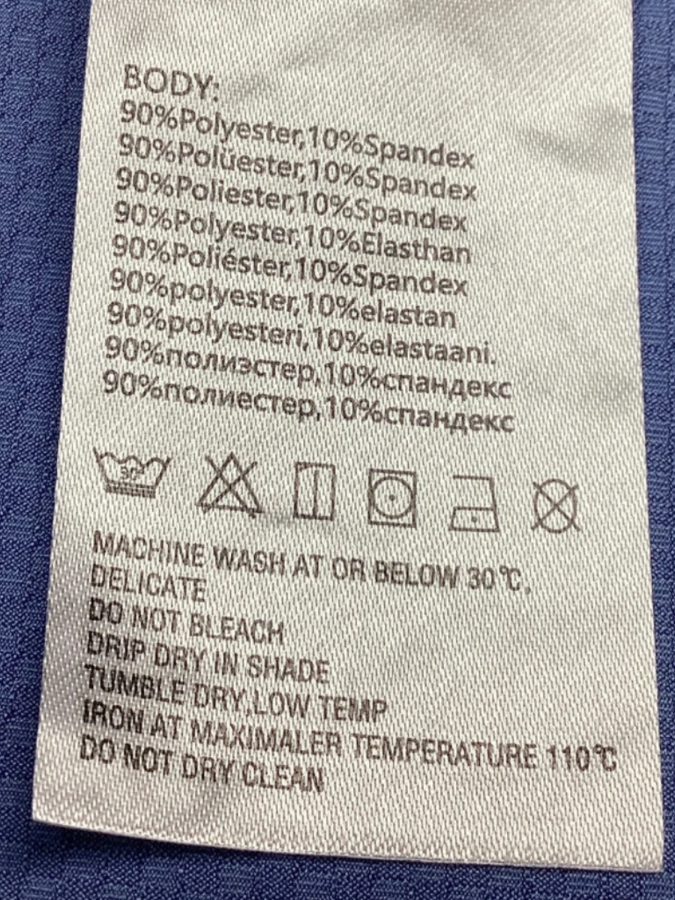 BODY:
90%Polyester,10%Spandex
90%Polüester,10%Spandex
90%Poliester,10%Spandex
90%Polyester,10%Elasthan
90%Poliéster,10%Spandex
90%polyester,10%elastan
90%polyesteri,10%elastaani.
90%полиэстер,10%спандекс
90%полиестер,10%спандекс
30°
MACHINE WASH AT OR BELOW 30℃,
DELICATE
DO NOT BLEACH
DRIP DRY IN SHADE
TUMBLE DRY,LOW TEMP
IRON AT MAXIMALER TEMPERATURE 110℃
DO NOT DRY CLEAN